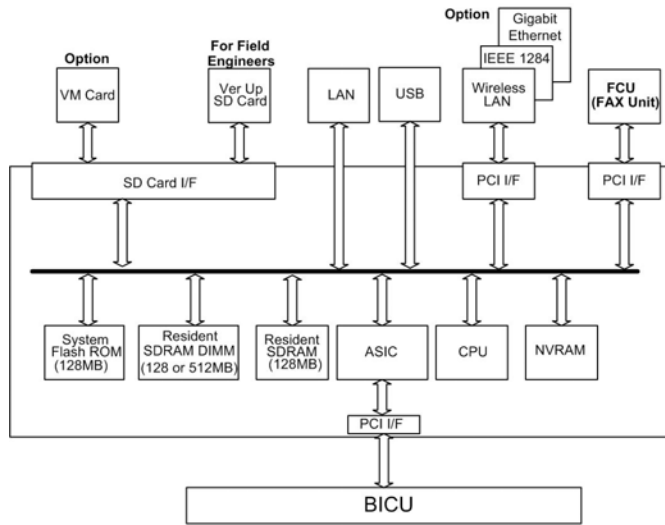 Option
Gigabit
Ethernet
IEEE 1284
Option
VM Card
For Field
Engineers
Ver Up
SD Card
LAN
USB
Wireless
LAN
FCU
(FAX Unit)
SD Card I/F
PCI I/F
PCI I/F
System
Flash ROM
(128MB)
Resident
SDRAM DIMM
(128 or 512MB)
Resident
SDRAM
(128MB)
ASIC
CPU
NVRAM
PCI I/F
BICU